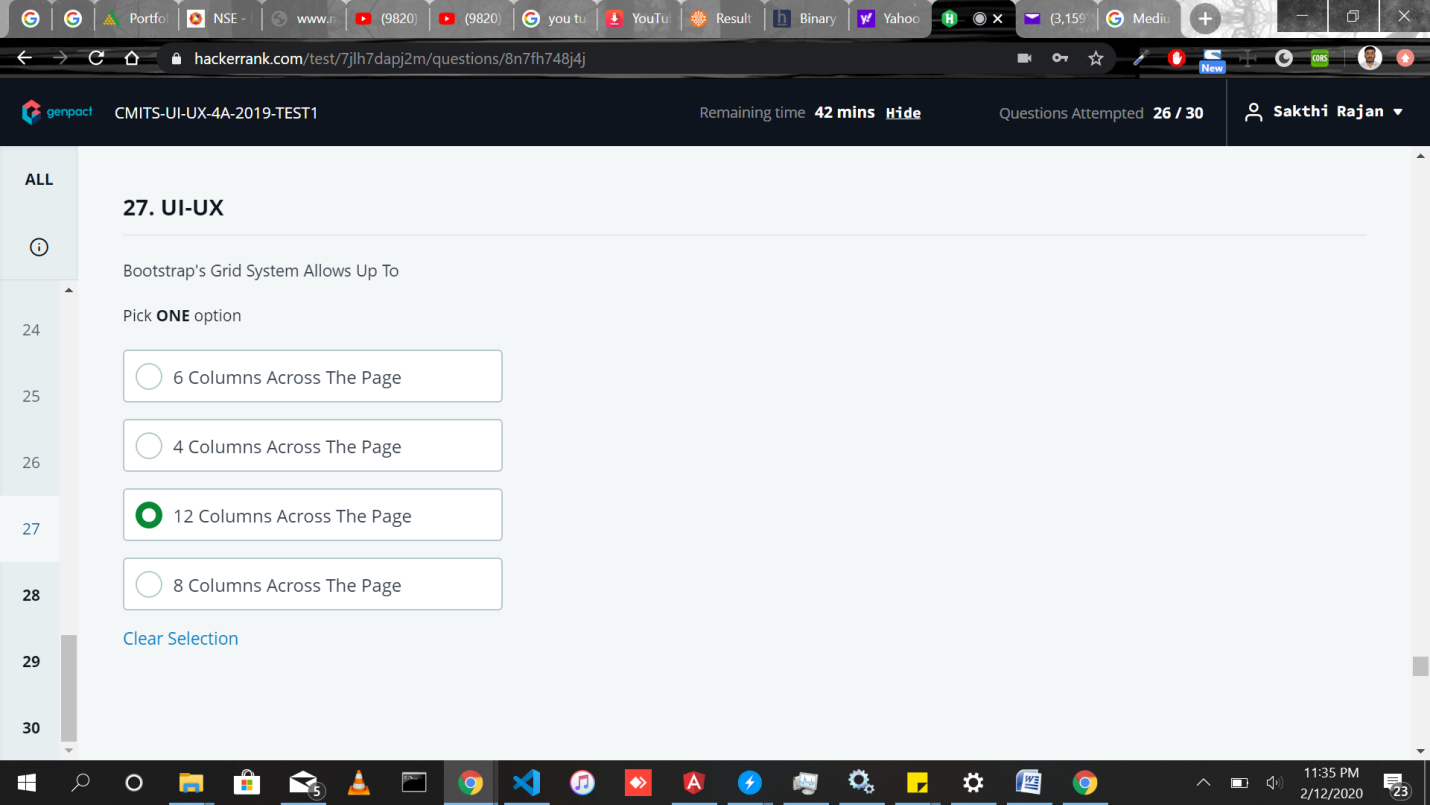 Portfol
NSE -
www.n
(9820)
(9820)
you tu
YouTu
Result
Binary
Yahoo
(3,159
Mediu
hackerrank.com/test/7jlh7dapj2m/questions/8n7fh748j4j
New
CORS
genpact
CMITS-UI-UX-4A-2019-TEST1
Remaining time 42 mins Hide
Questions Attempted 26 / 30
Sakthi Rajan
ALL
24
25
26
27
28
29
30
27. UI-UX
Bootstrap's Grid System Allows Up To
Pick ONE option
6 Columns Across The Page
4 Columns Across The Page
12 Columns Across The Page
8 Columns Across The Page
Clear Selection
5
11:35 PM
2/12/2020
23